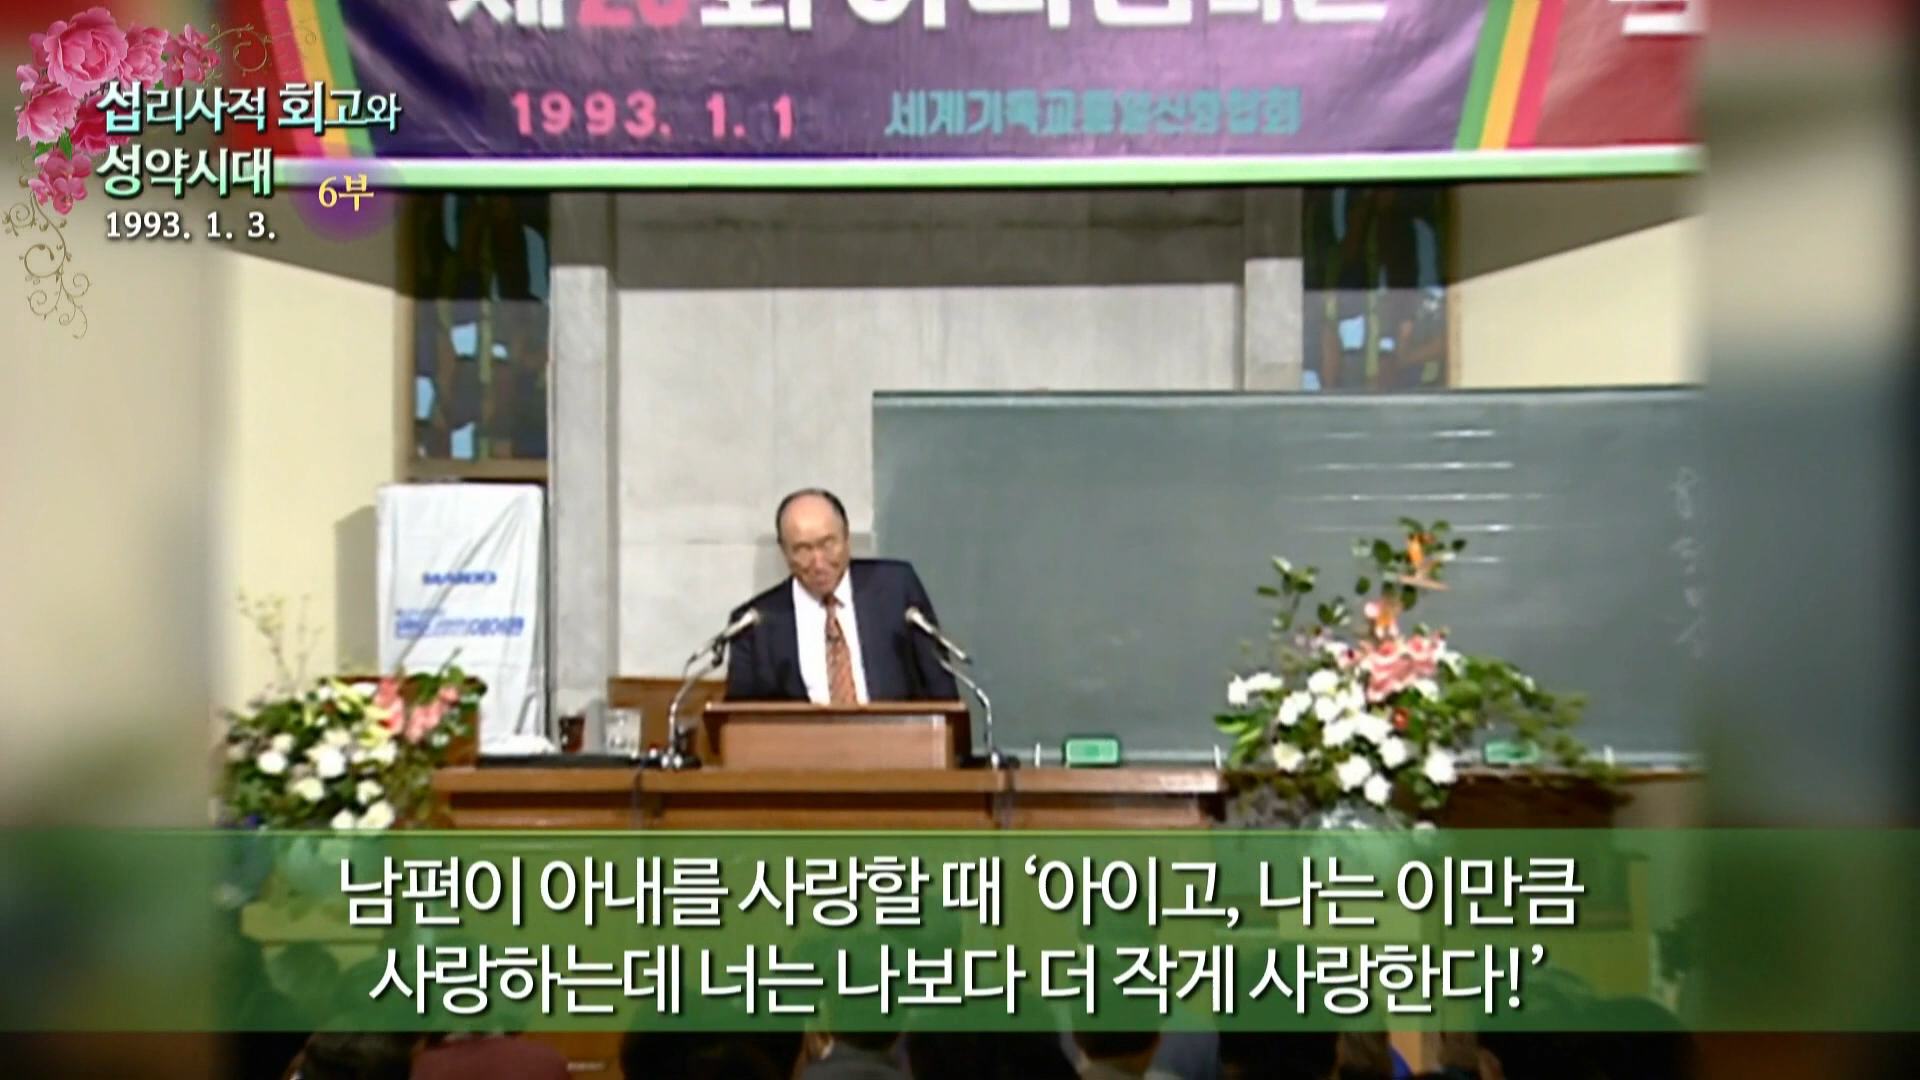 섭리사적 회고와
성약시대
6부
1993. 1. 3.
1993. 1. 1
세계기독교통일신령협회
남편이 아내를 사랑할 때 ‘아이고, 나는 이만큼
사랑하는데 너는 나보다 더 작게 사랑한다!’